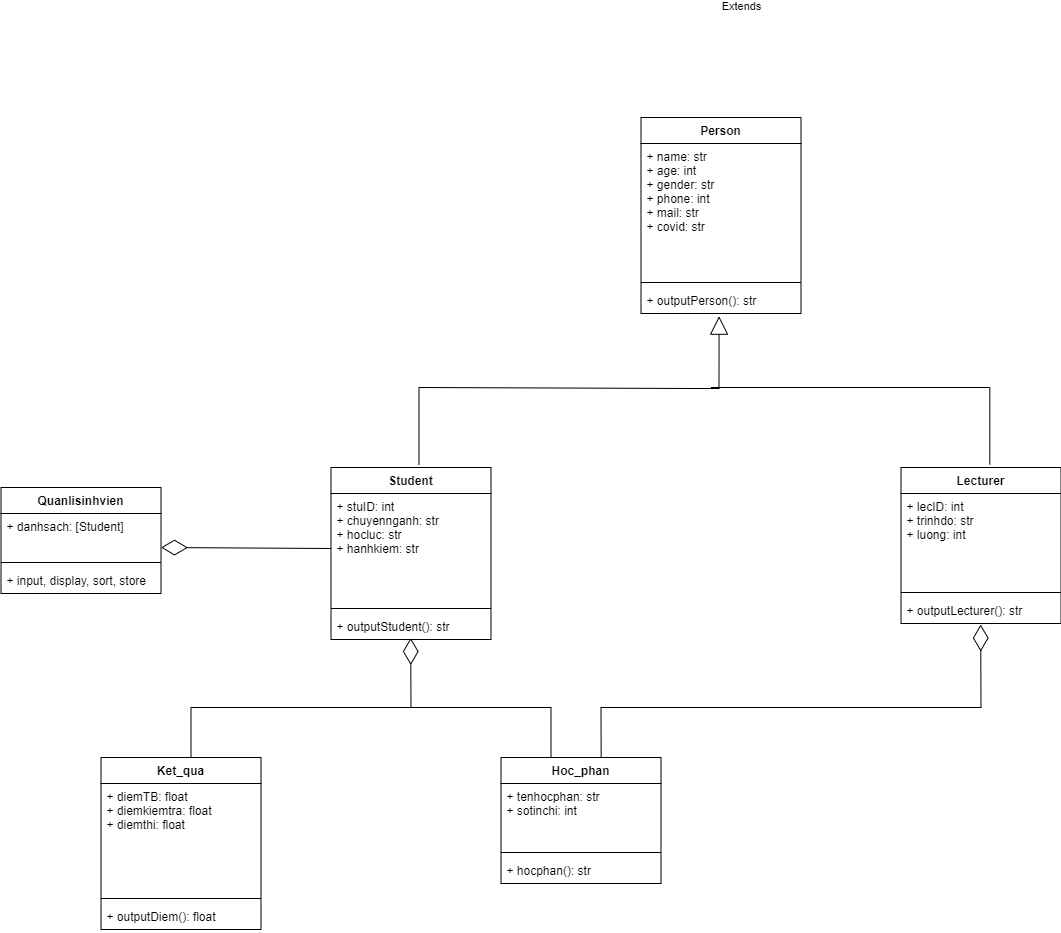 Extends
Person
+ name: str
+ age: int
+ gender: str
+ phone: int
+ mail: str
+ covid: str
+ outputPerson(): str
Quanlisinhvien
+ danhsach: [Student]
+ input, display, sort, store
Student
+ stuID: int
+ chuyennganh: str
+ hocluc: str
+ hanhkiem: str
+ outputStudent(): str
Lecturer
+ lecID: int
+ trinhdo: str
+ luong: int
+ outputLecturer(): str
Ket_qua
+ diemTB: float
+ diemkiemtra: float
+ diemthi: float
+ outputDiem(): float
Hoc_phan
+ tenhocphan: str
+ sotinchi: int
+ hocphan(): str